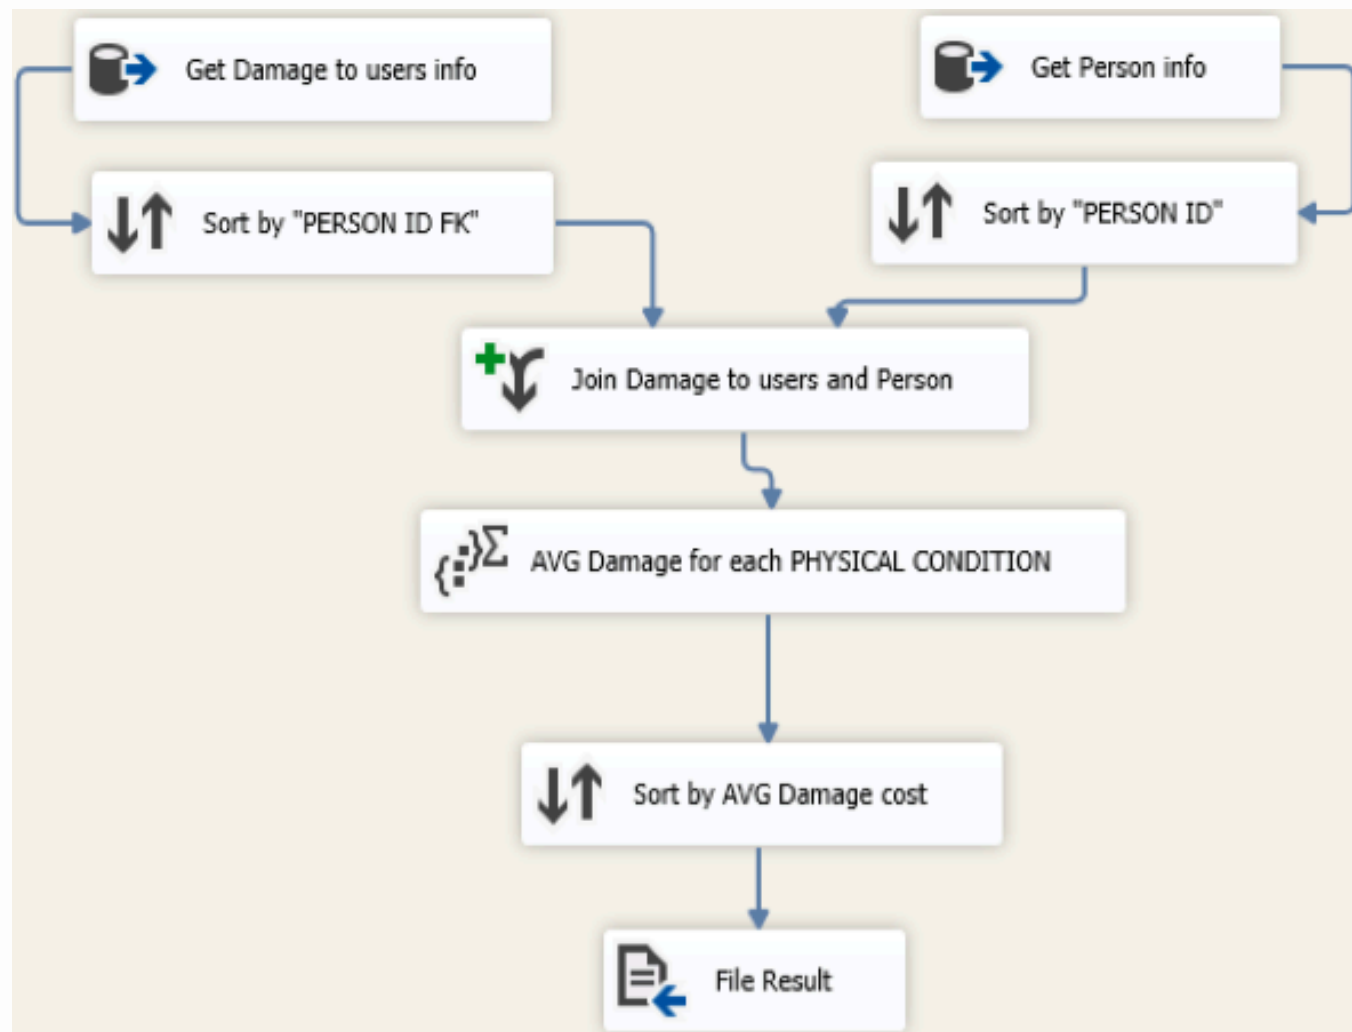 Get Damage to users info
Get Person info
Sort by "PERSON ID FK"
Sort by "PERSON ID"
Join Damage to users and Person
AVG Damage for each PHYSICAL CONDITION
Sort by AVG Damage cost
File Result